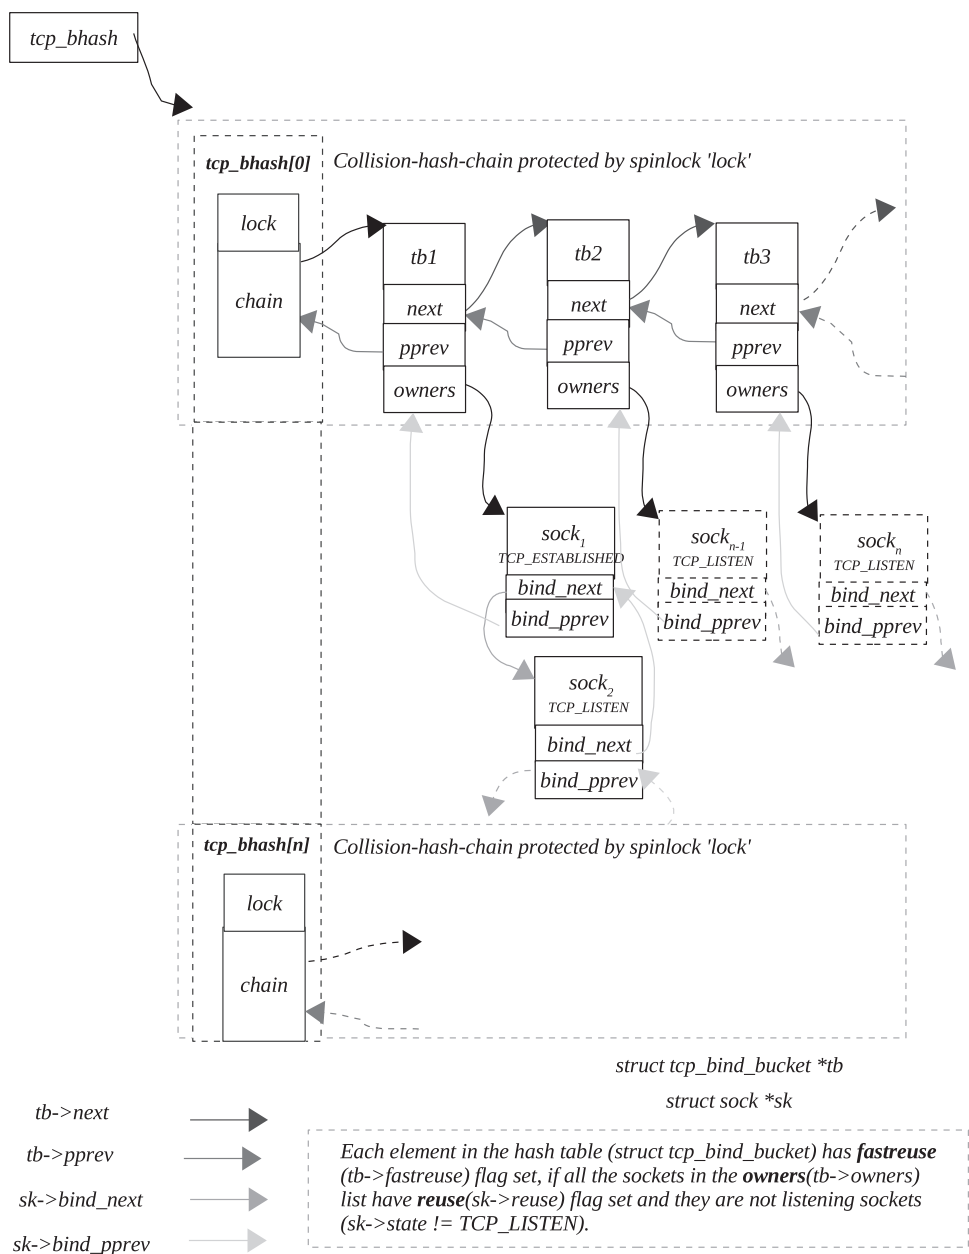 tcp_bhash
tcp_bhash[0]
Collision-hash-chain protected by spinlock 'lock'
lock
chain
tb1
next
pprev
owners
tb2
next
pprev
owners
tb3
next
pprev
owners
sock1
TCP_ESTABLISHED
bind_next
bind_pprev
sockn-1
TCP_LISTEN
bind_next
bind_pprev
sockn
TCP_LISTEN
bind_next
bind_pprev
sock2
TCP_LISTEN
bind_next
bind_pprev
tcp_bhash[n]
Collision-hash-chain protected by spinlock 'lock'
lock
chain
struct tcp_bind_bucket *tb
struct sock *sk
tb->next
tb->pprev
sk->bind_next
sk->bind_pprev
Each element in the hash table (struct tcp_bind_bucket) has fastreuse
(tb->fastreuse) flag set, if all the sockets in the owners(tb->owners)
list have reuse(sk->reuse) flag set and they are not listening sockets
(sk->state != TCP_LISTEN).